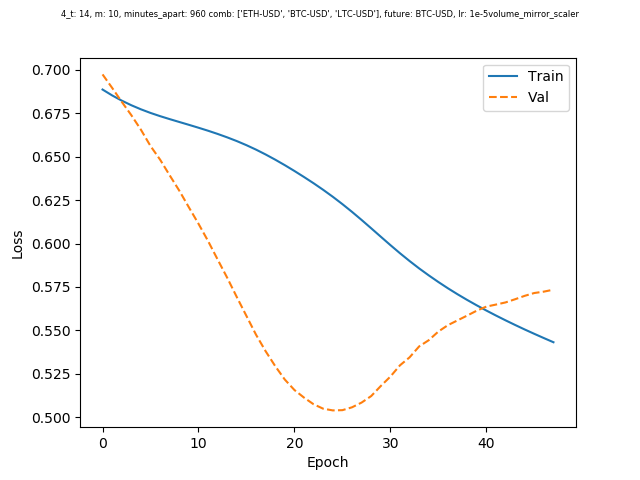 4_t: 14, m: 10, minutes_apart: 960 comb: ['ETH-USD', 'BTC-USD', 'LTC-USD'], future: BTC-USD, lr: 1e-5volume_mirror_scaler
Train
Val
0.700
0.675
0.650
0.625
0.600
0.575
0.550
0.525
0.500
Loss
0
10
20
30
40
Epoch